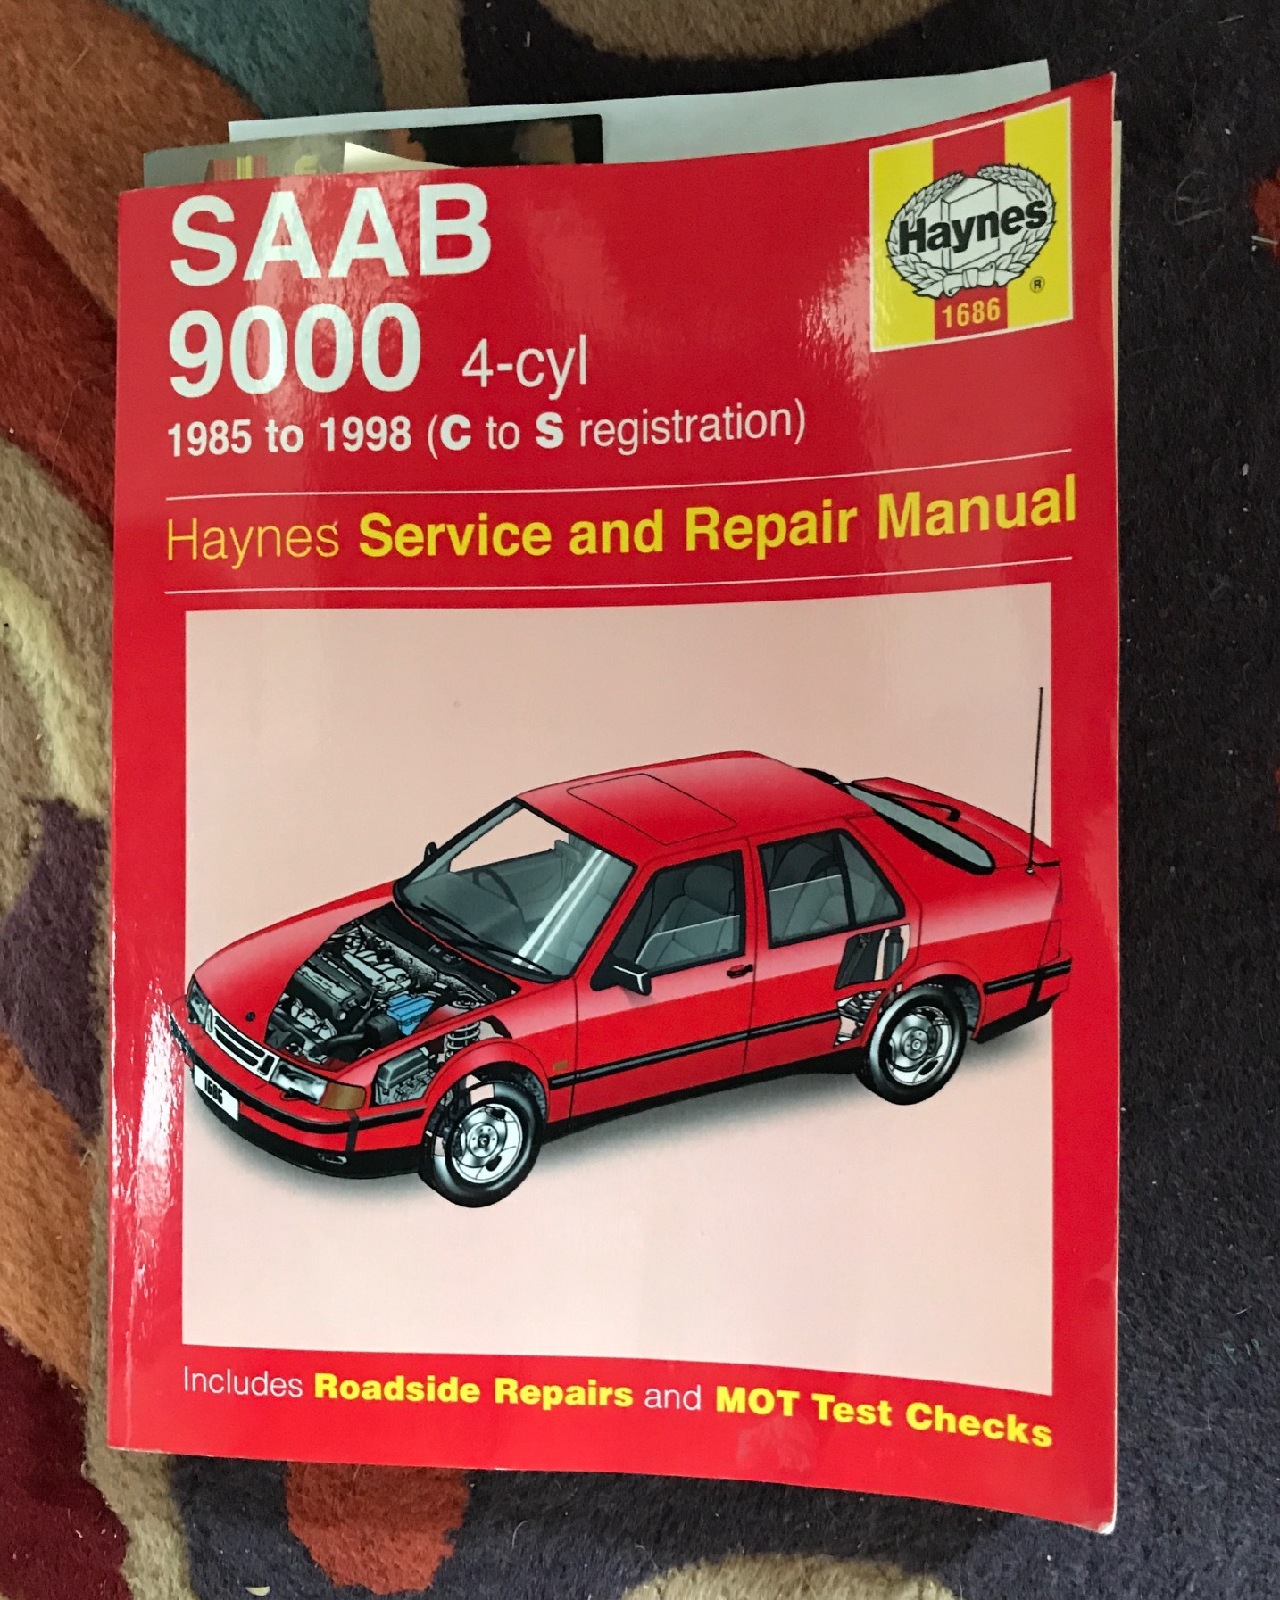 SAAB
9000 4-cyl
1985 to 1998 (C to S registration)
Haynes
®
1686
Haynes Service and Repair Manual
1686
Includes Roadside Repairs and MOT Test Checks